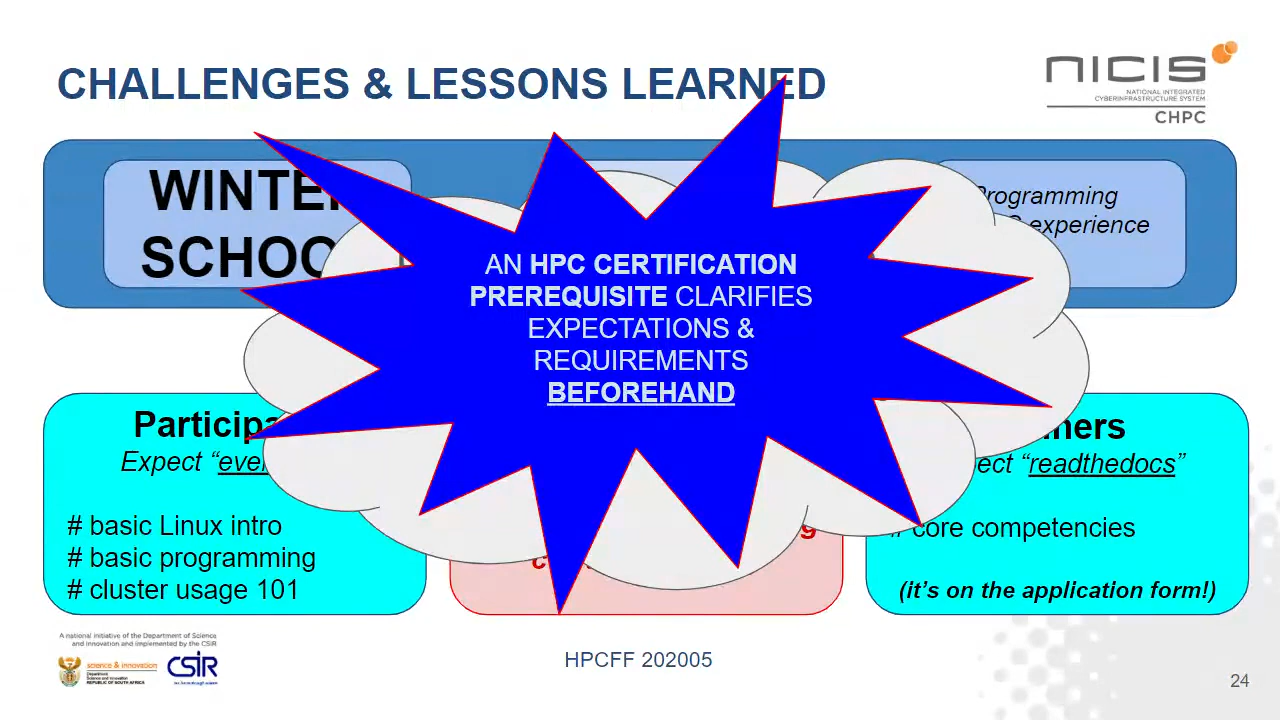 CHALLENGES & LESSONS LEARNED
NICIS
NATIONAL INTEGRATED
CYBERINFRASTRUCTURE SYSTEM
CHPC
WINTE
SCHOO
Programming
experience
AN HPC CERTIFICATION
PREREQUISITE CLARIFIES
EXPECTATIONS &
REQUIREMENTS
BEFOREHAND
Participa
Expect “eve
# basic Linux intro
# basic programming
# cluster usage 101
ners
ect “readthedocs”
# core competencies
(it’s on the application form!)
A national initiative of the Department of Science
and Innovation and implemented by the CSIR
science & innovation
Department:
Science and Innovation
REPUBLIC OF SOUTH AFRICA
CSIR
HPCFF 202005
24